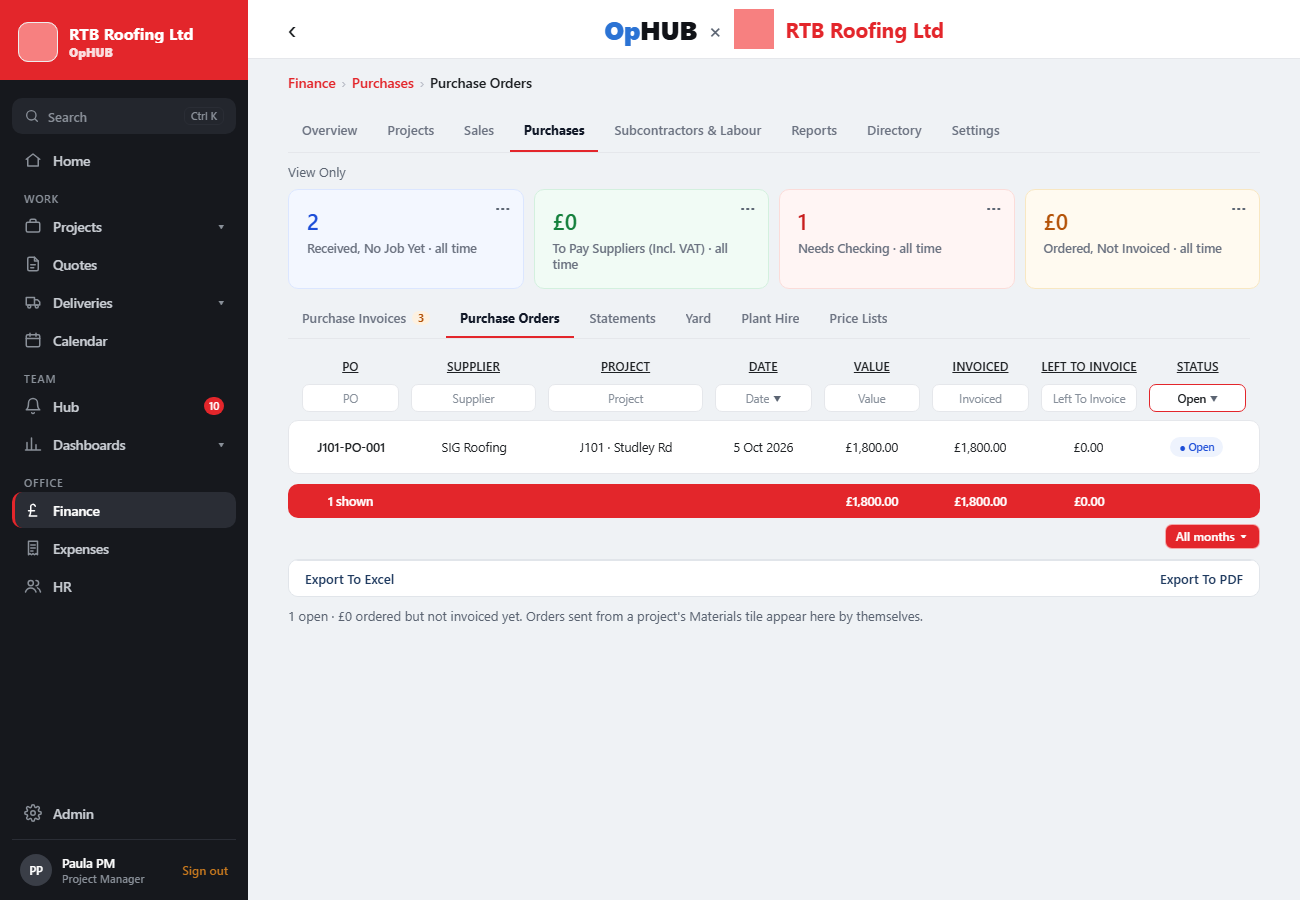 RTB Roofing Ltd
OpHUB
Search Ctrl K
Home
WORK
Projects
Quotes
Deliveries
Calendar
TEAM
Hub 10
Dashboards
OFFICE
£ Finance
Expenses
HR
Admin
PP Paula PM
Project Manager
Sign out
OpHUB × RTB Roofing Ltd
Finance › Purchases › Purchase Orders
Overview Projects Sales Purchases Subcontractors & Labour Reports Directory Settings
View Only
2
Received, No Job Yet · all time
£0
To Pay Suppliers (Incl. VAT) · all
time
1
Needs Checking · all time
£0
Ordered, Not Invoiced · all time
Purchase Invoices 3 Purchase Orders Statements Yard Plant Hire Price Lists
PO SUPPLIER PROJECT DATE VALUE INVOICED LEFT TO INVOICE STATUS
PO Supplier Project Date ▼ Value Invoiced Left To Invoice Open ▼
J101-PO-001 SIG Roofing J101 · Studley Rd 5 Oct 2026 £1,800.00 £1,800.00 £0.00 Open
1 shown £1,800.00 £1,800.00 £0.00
All months
Export To Excel Export To PDF
1 open · £0 ordered but not invoiced yet. Orders sent from a project's Materials tile appear here by themselves.